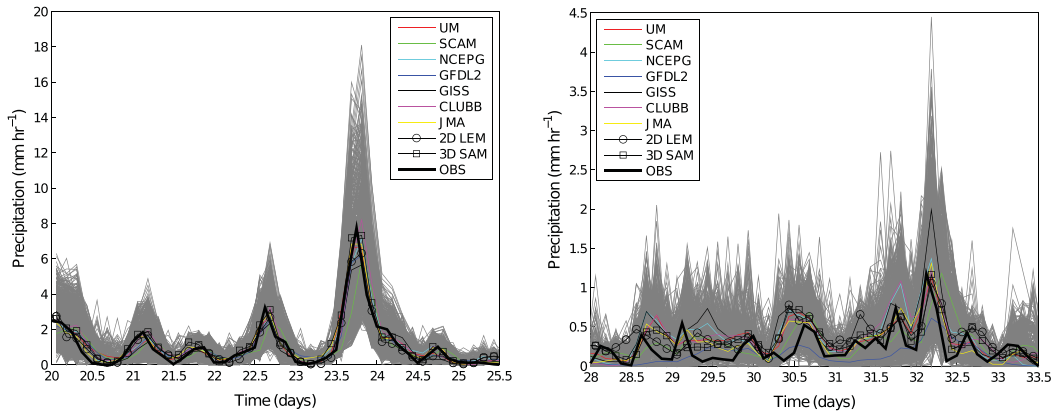 20
18
16
14
12
10
8
6
4
2
0
Precipitation (mm hr−1)
20 20.5 21 21.5 22 22.5 23 23.5 24 24.5 25 25.5
Time (days)
UM
SCAM
NCEPG
GFDL2
GISS
CLUBB
JMA
2D LEM
3D SAM
OBS
4.5
4
3.5
3
2.5
2
1.5
1
0.5
0
Precipitation (mm hr−1)
28 28.5 29 29.5 30 30.5 31 31.5 32 32.5 33 33.5
Time (days)
UM
SCAM
NCEPG
GFDL2
GISS
CLUBB
JMA
2D LEM
3D SAM
OBS